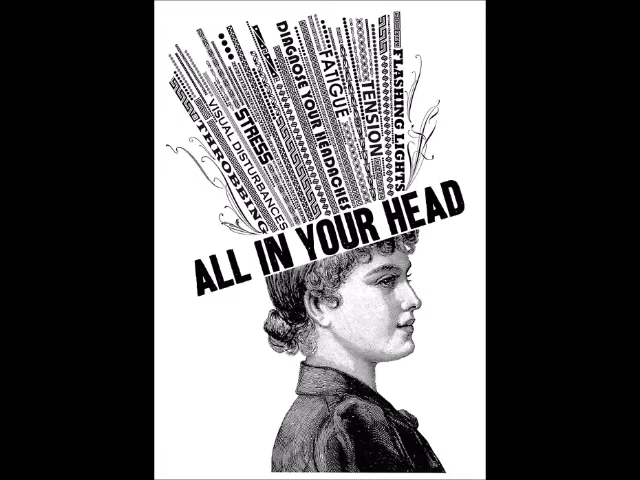 THROBBING
VISUAL DISTURBANCES
STRESS
DIAGNOSE YOUR HEADACHES
FATIGUE
TENSION
FLASHING LIGHTS
ALL IN YOUR HEAD